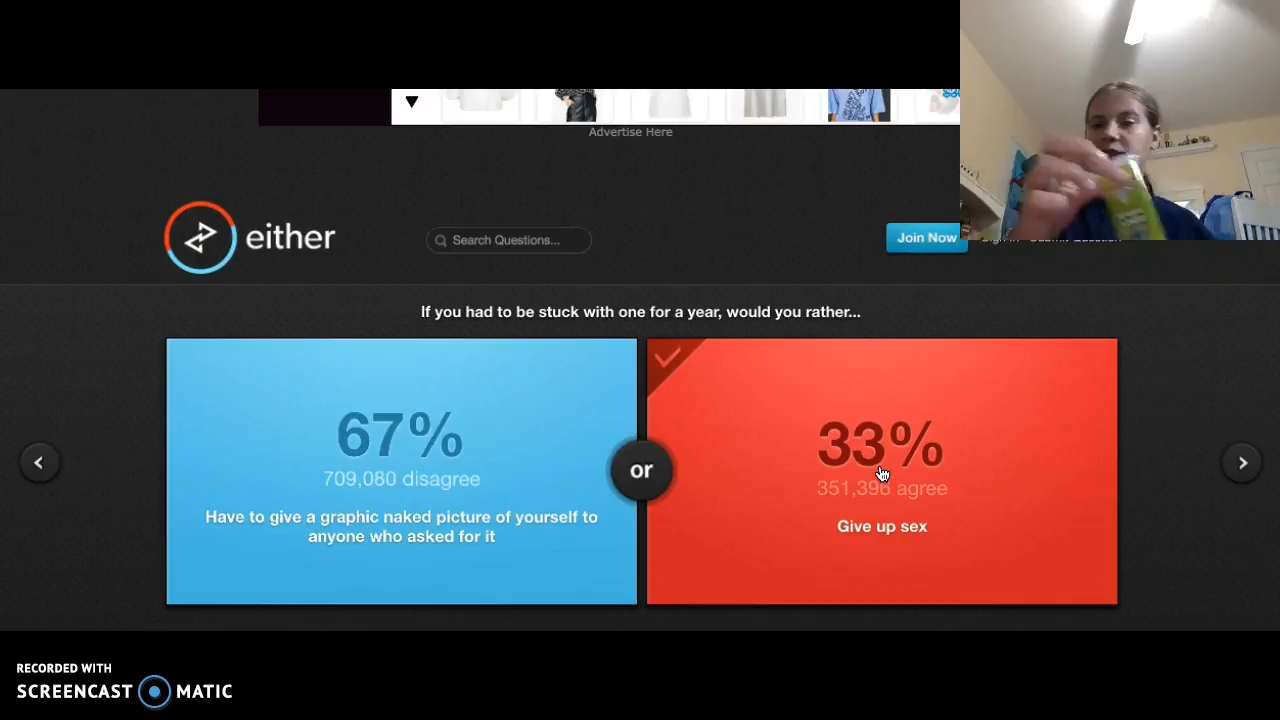 Advertise Here
either
Search Questions...
Join Now
If you had to be stuck with one for a year, would you rather...
67%
709,080 disagree
Have to give a graphic naked picture of yourself to
anyone who asked for it
or
33%
351,396 agree
Give up sex
RECORDED WITH
SCREENCAST MATIC